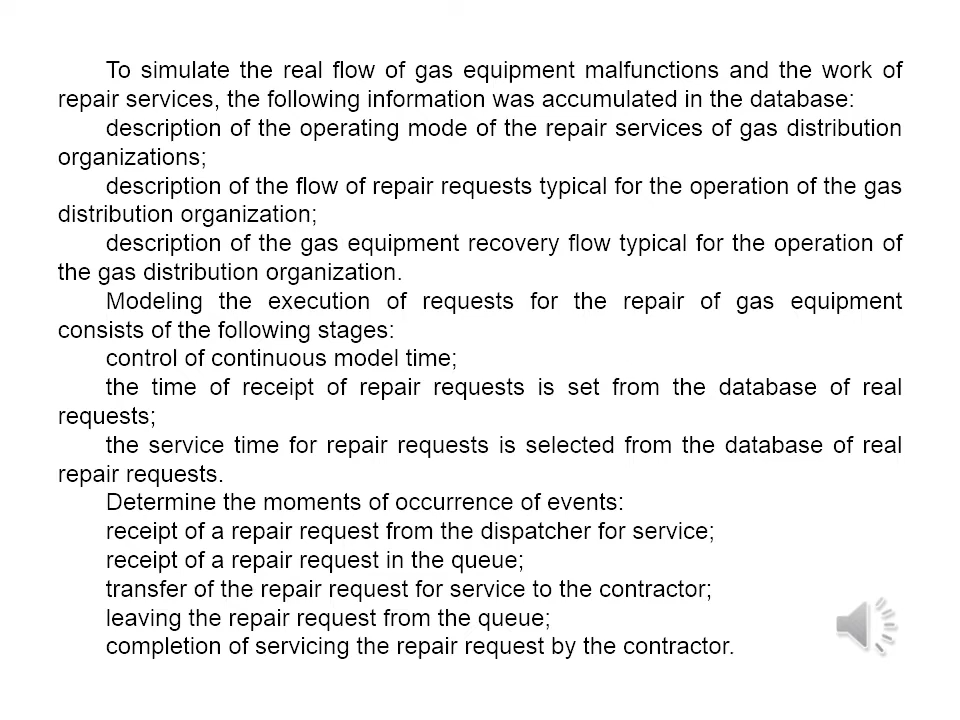 To simulate the real flow of gas equipment malfunctions and the work of
repair services, the following information was accumulated in the database:
description of the operating mode of the repair services of gas distribution
organizations;
description of the flow of repair requests typical for the operation of the gas
distribution organization;
description of the gas equipment recovery flow typical for the operation of
the gas distribution organization.
Modeling the execution of requests for the repair of gas equipment
consists of the following stages:
control of continuous model time;
the time of receipt of repair requests is set from the database of real
requests;
the service time for repair requests is selected from the database of real
repair requests.
Determine the moments of occurrence of events:
receipt of a repair request from the dispatcher for service;
receipt of a repair request in the queue;
transfer of the repair request for service to the contractor;
leaving the repair request from the queue;
completion of servicing the repair request by the contractor.